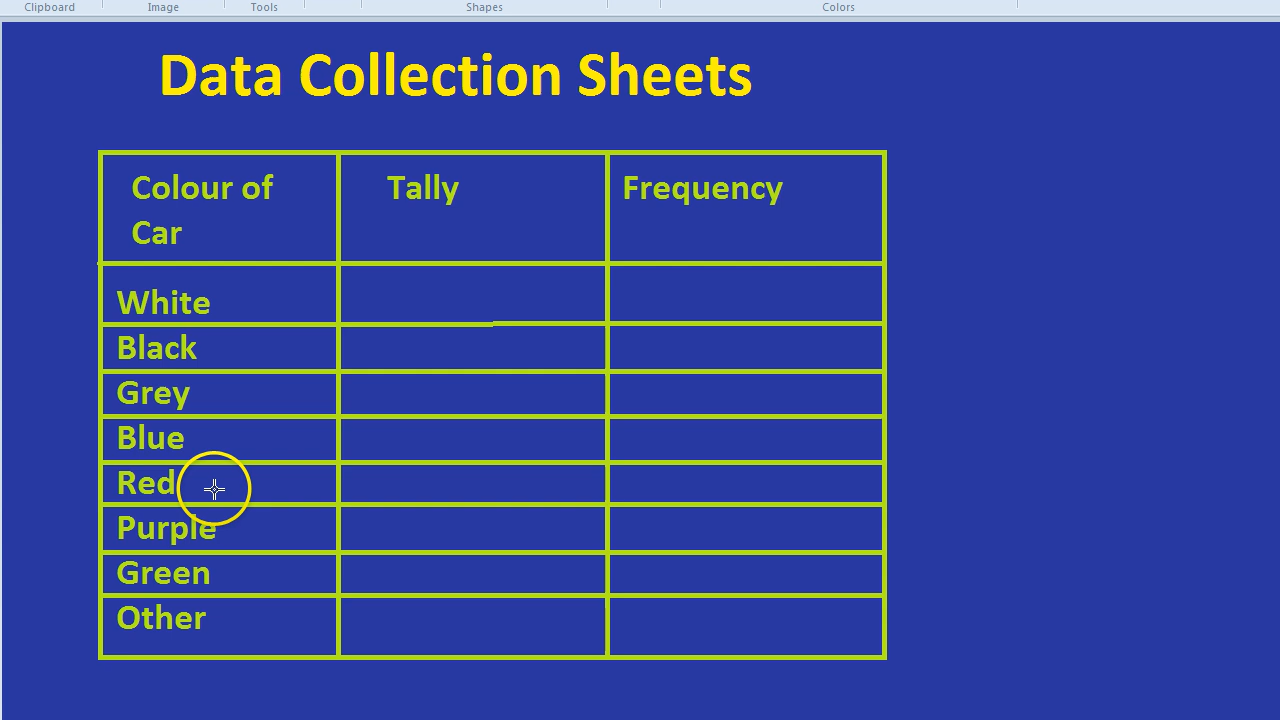 Clipboard Image Tools Shapes Colors
Data Collection Sheets
Colour of Tally Frequency
Car
White
Black
Grey
Blue
Red
Purple
Green
Other